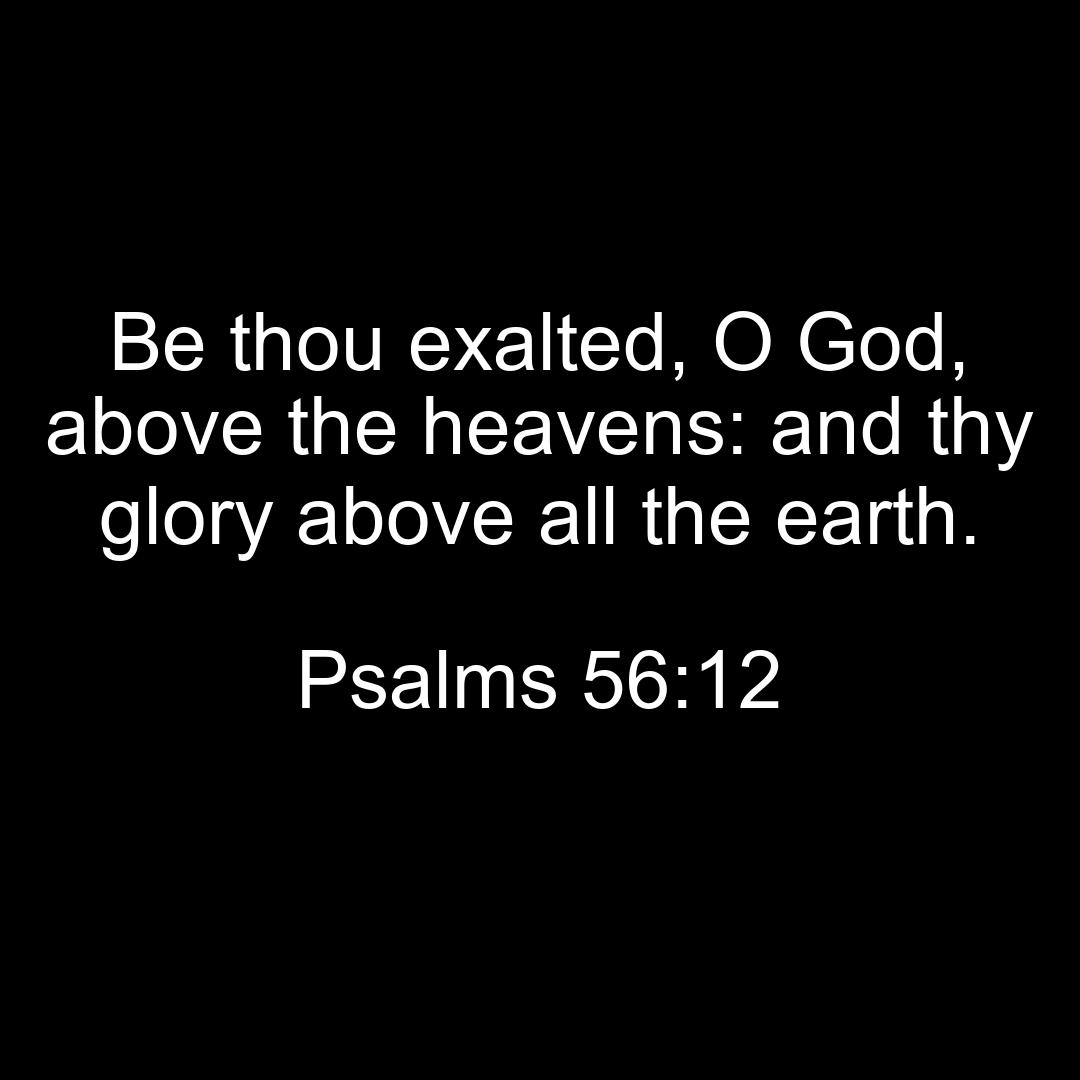 Be thou exalted, O God,
above the heavens: and thy
glory above all the earth.
Psalms 56:12